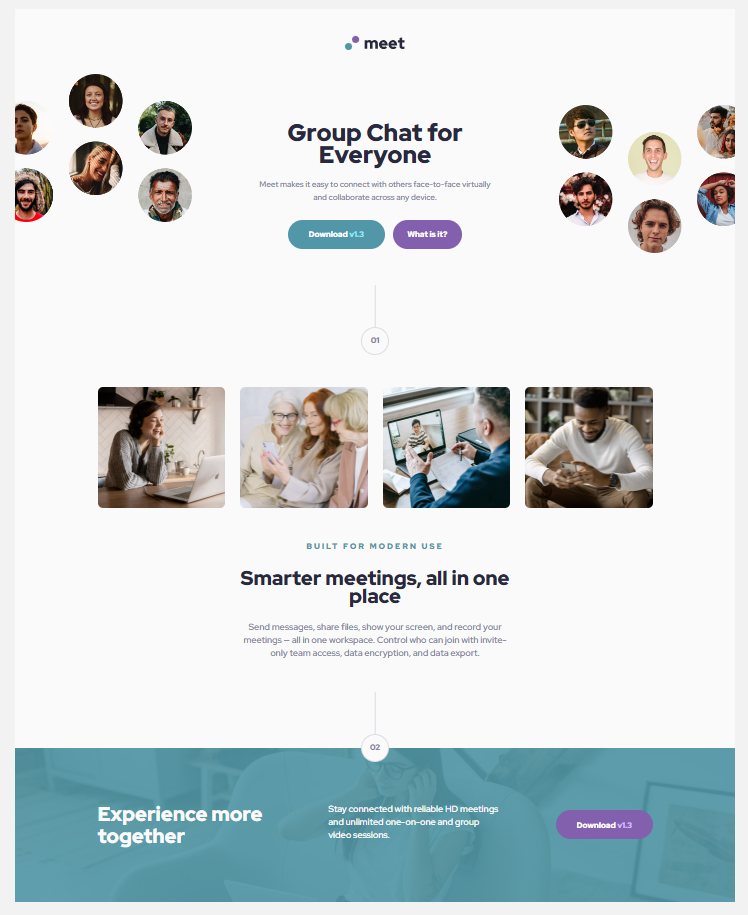 meet
Group Chat for
Everyone
Meet makes it easy to connect with others face-to-face virtually
and collaborate across any device.
Download v1.3
What is it?
01
BUILT FOR MODERN USE
Smarter meetings, all in one
place
Send messages, share files, show your screen, and record your
meetings — all in one workspace. Control who can join with invite-
only team access, data encryption, and data export.
02
Experience more
together
Stay connected with reliable HD meetings
and unlimited one-on-one and group
video sessions.
Download v1.3